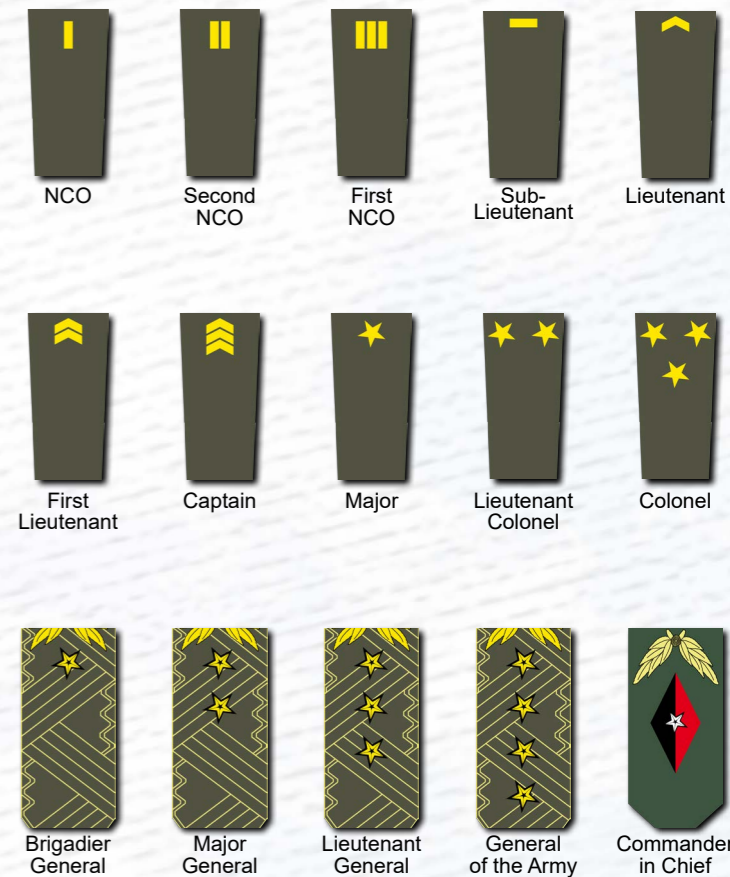 NCO
Second
NCO
First
NCO
Sub-
Lieutenant
Lieutenant
First
Lieutenant
Captain
Major
Lieutenant
Colonel
Colonel
Brigadier
General
Major
General
Lieutenant
General
General
of the Army
Commander
in Chief